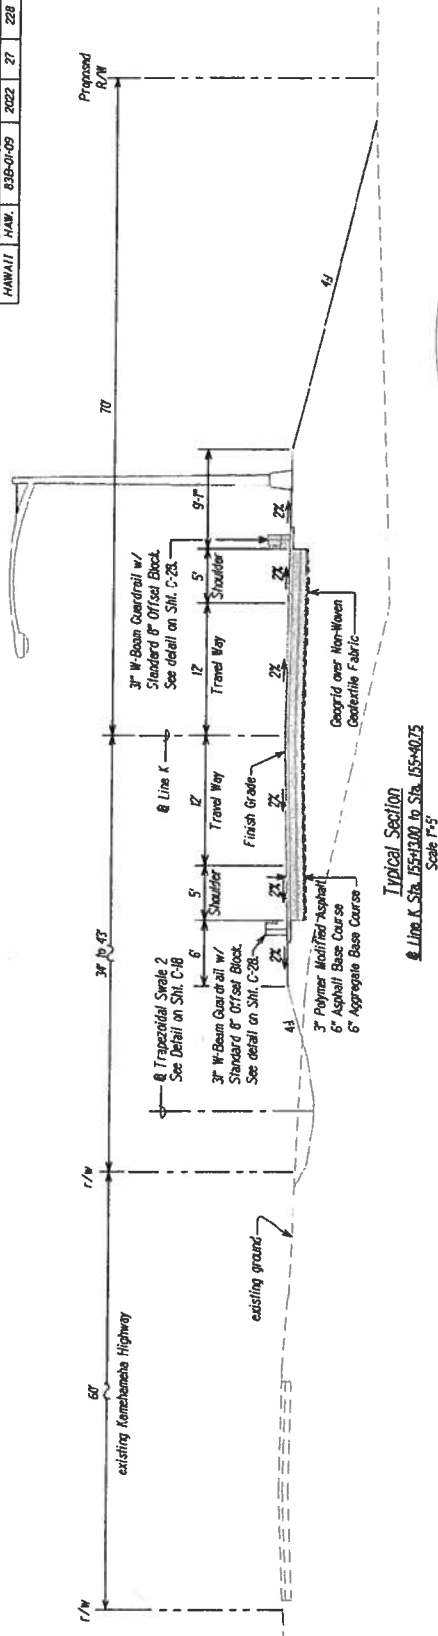 HAWAII HAW. 83B-01-09 2022 27 228
Proposed
R/W
70'
34' to 43'
r/w
60'
existing Kamehameha Highway
r/w
℄ Line K
9'-1"
5'
Shoulder
12'
Travel Way
12'
Travel Way
5'
Shoulder
6'
31" W-Beam Guardrail w/
Standard 8" Offset Block.
See detail on Sht. C-28.
℄ Trapezoidal Swale 2
See Detail on Sht. C-18
31" W-Beam Guardrail w/
Standard 8" Offset Block.
See detail on Sht. C-28.
Finish Grade
2%
2%
2%
2%
2%
2%
4:1
4:1
existing ground
3" Polymer Modified Asphalt
6" Asphalt Base Course
6" Aggregate Base Course
Geogrid over Non-Woven
Geotextile Fabric
Typical Section
℄ Line K Sta. 155+13.00 to Sta. 155+40.75
Scale 1"=5'